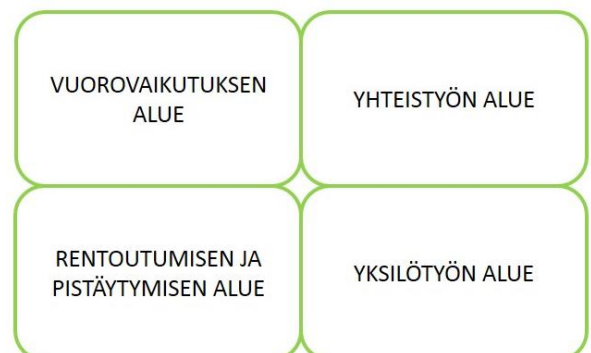 VUOROVAIKUTUKSEN
ALUE
YHTEISTYÖN ALUE
RENTOUTUMISEN JA
PISTÄYTYMISEN ALUE
YKSILÖTYÖN ALUE